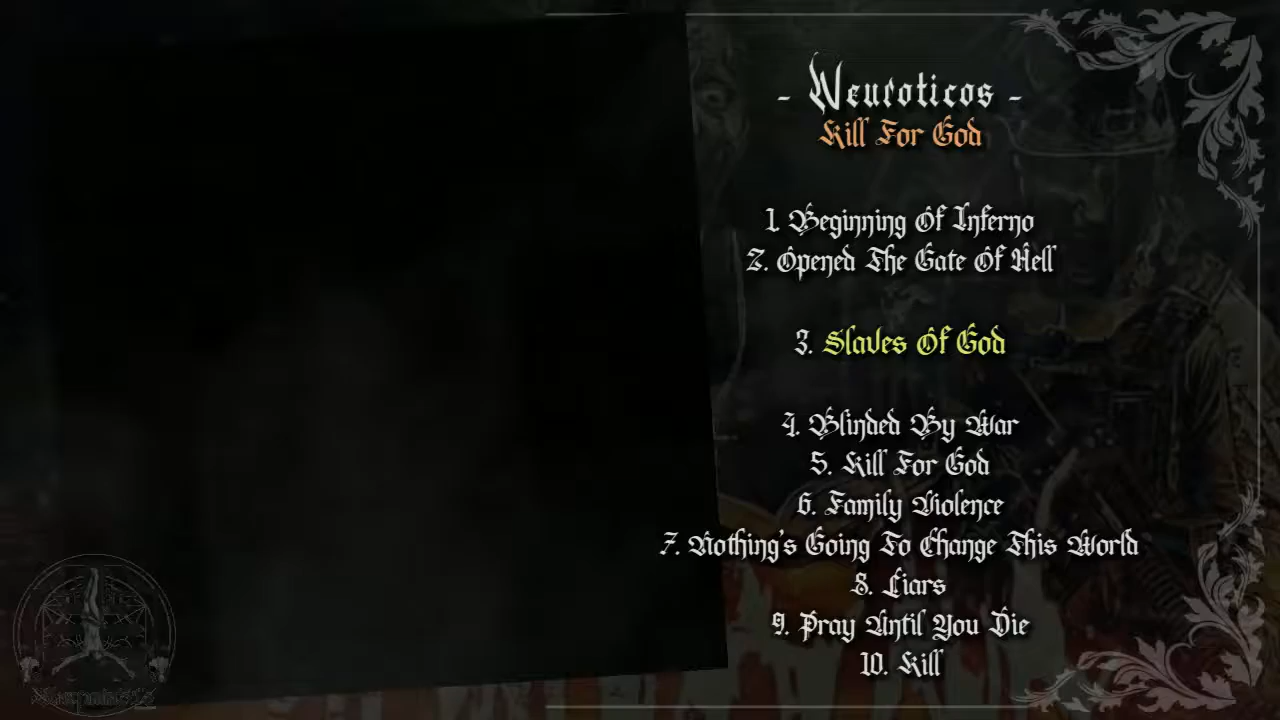 - Neuroticos -
Kill For God
1. Beginning Of Inferno
2. Opened The Gate Of Hell
3. Slaves Of God
4. Blinded By War
5. Kill For God
6. Family Violence
7. Nothing's Going To Change This World
8. Liars
9. Pray Until You Die
10. Kill